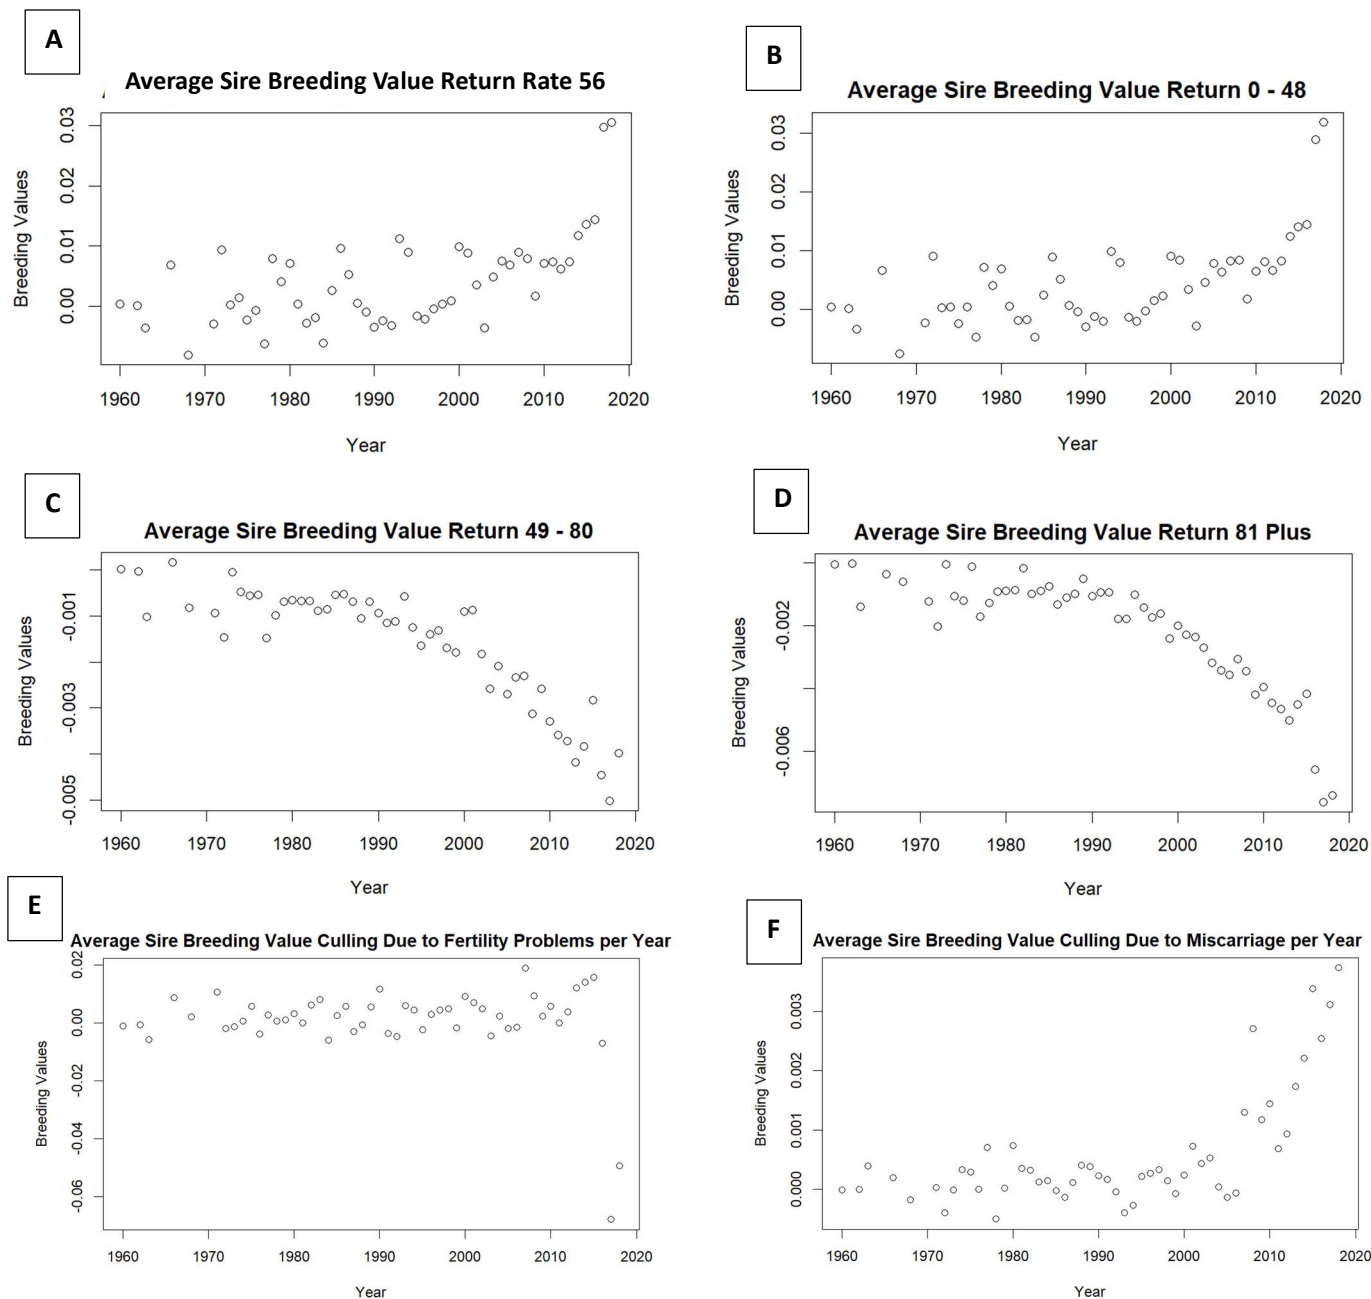 A
Average Sire Breeding Value Return Rate 56
Breeding Values
0.03
0.02
0.01
0.00
1960 1970 1980 1990 2000 2010 2020
Year
B
Average Sire Breeding Value Return 0 - 48
Breeding Values
0.03
0.02
0.01
0.00
1960 1970 1980 1990 2000 2010 2020
Year
C
Average Sire Breeding Value Return 49 - 80
Breeding Values
-0.001
-0.003
-0.005
1960 1970 1980 1990 2000 2010 2020
Year
D
Average Sire Breeding Value Return 81 Plus
Breeding Values
-0.002
-0.006
1960 1970 1980 1990 2000 2010 2020
Year
E
Average Sire Breeding Value Culling Due to Fertility Problems per Year
Breeding Values
0.02
0.00
-0.02
-0.04
-0.06
1960 1970 1980 1990 2000 2010 2020
Year
F
Average Sire Breeding Value Culling Due to Miscarriage per Year
Breeding Values
0.003
0.002
0.001
0.000
1960 1970 1980 1990 2000 2010 2020
Year